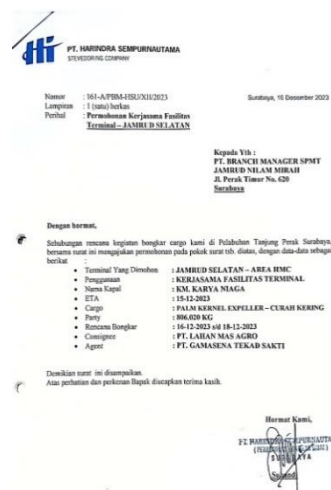 Hi
PT. HARINDRA SEMPURNAUTAMA
STEVEDORING COMPANY
Nomor : 161-A/PBM-HSU/XII/2023
Surabaya, 15 Desember 2023
Lampiran : 1 (satu) berkas
Perihal : Permohonan Kerjasama Fasilitas
Terminal – JAMRUD SELATAN
Kepada Yth :
PT. BRANCH MANAGER SPMT
JAMRUD NILAM MIRAH
Jl. Perak Timur No. 620
Surabaya
Dengan hormat,
Sehubungan rencana kegiatan bongkar cargo kami di Pelabuhan Tanjung Perak Surabaya,
bersama surat ini mengajukan permohonan pada pokok surat tsb. diatas, dengan data-data sebagai
berikut :
• Terminal Yang Dimohon : JAMRUD SELATAN – AREA HMC
• Penggunaan : KERJASAMA FASILITAS TERMINAL
• Nama Kapal : KM. KARYA NIAGA
• ETA : 15-12-2023
• Cargo : PALM KERNEL EXPELLER – CURAH KERING
• Party : 806.020 KG
• Rencana Bongkar : 16-12-2023 s/d 18-12-2023
• Consignee : PT. LAHAN MAS AGRO
• Agent : PT. GAMASENA TEKAD SAKTI
Demikian surat ini disampaikan.
Atas perhatian dan perkenan Bapak diucapkan terima kasih.
Hormat Kami,
PT. HARINDRA SEMPURNAUTAMA
SURABAYA